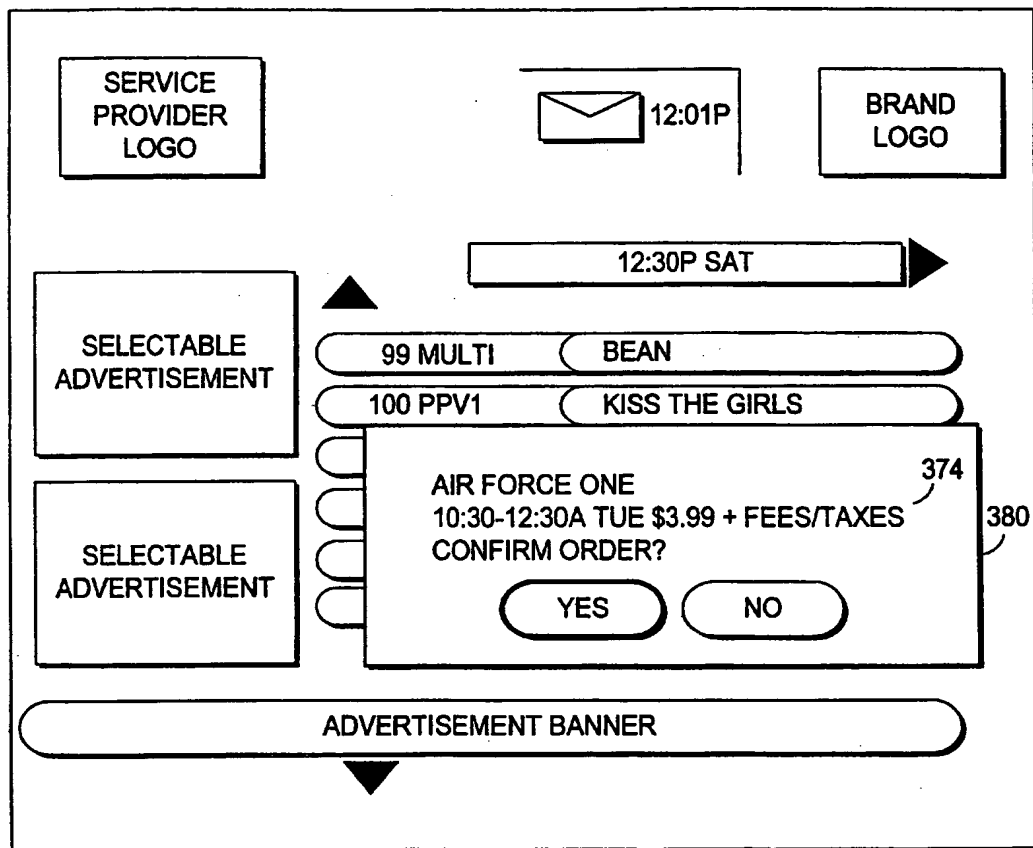 SERVICE
PROVIDER
LOGO
12:01P
BRAND
LOGO
12:30P SAT
SELECTABLE
ADVERTISEMENT
99 MULTI BEAN
100 PPV1 KISS THE GIRLS
AIR FORCE ONE
374
10:30-12:30A TUE $3.99 + FEES/TAXES
380
CONFIRM ORDER?
YES NO
SELECTABLE
ADVERTISEMENT
ADVERTISEMENT BANNER